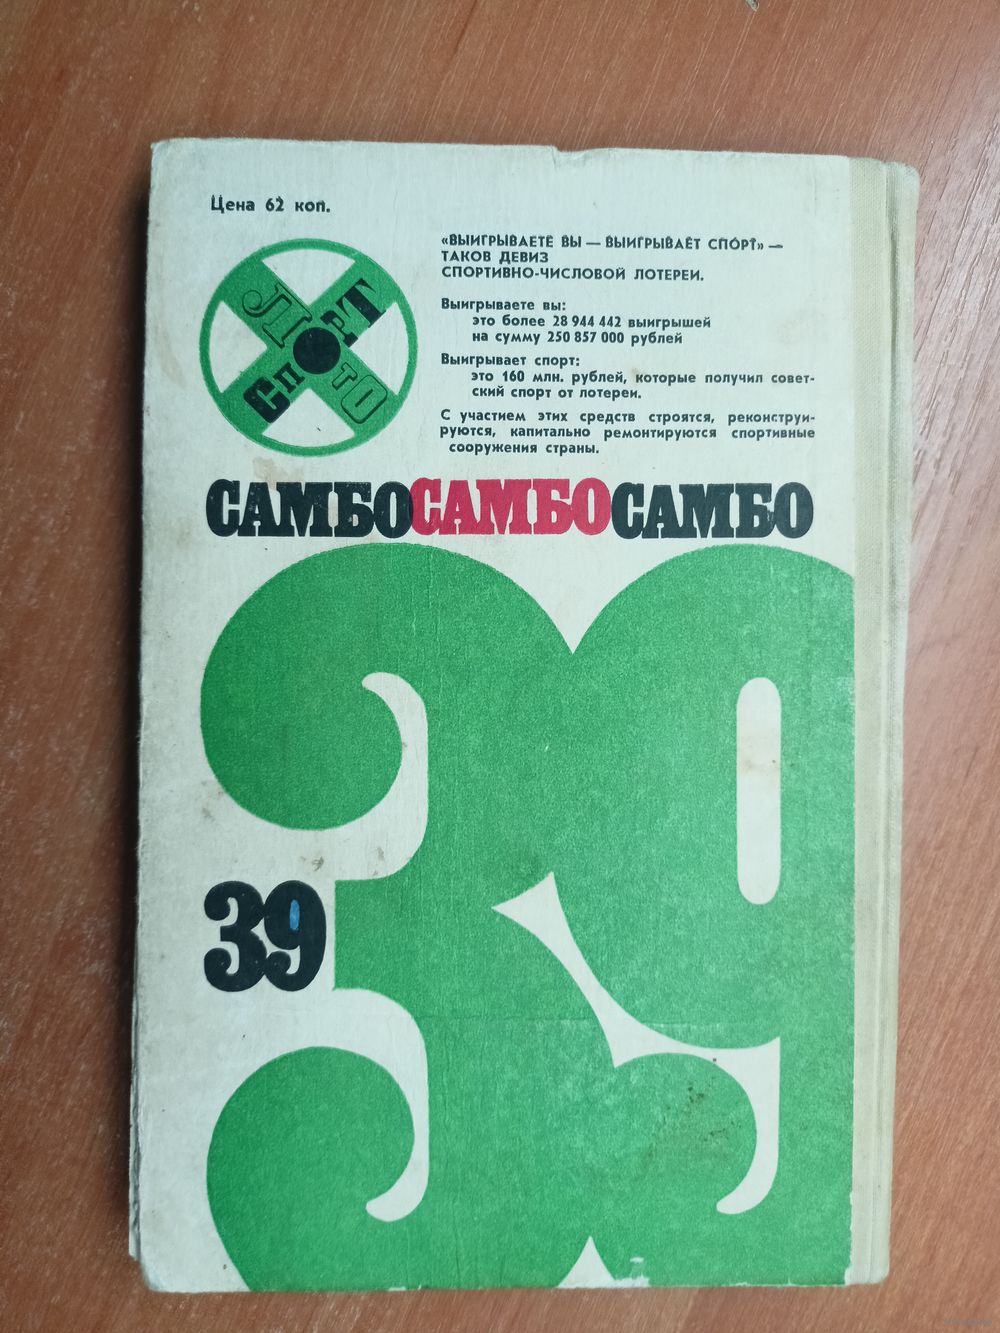 Цена 62 коп.
ЛОТО
СПОРТ
«ВЫИГРЫВАЕТЕ ВЫ — ВЫИГРЫВАЕТ СПОРТ» —
ТАКОВ ДЕВИЗ
СПОРТИВНО-ЧИСЛОВОЙ ЛОТЕРЕИ.
Выигрываете вы:
это более 28 944 442 выигрышей
на сумму 250 857 000 рублей
Выигрывает спорт:
это 160 млн. рублей, которые получил совет-
ский спорт от лотереи.
С участием этих средств строятся, реконструи-
руются, капитально ремонтируются спортивные
сооружения страны.
САМБОСАМБОСАМБО
39
39